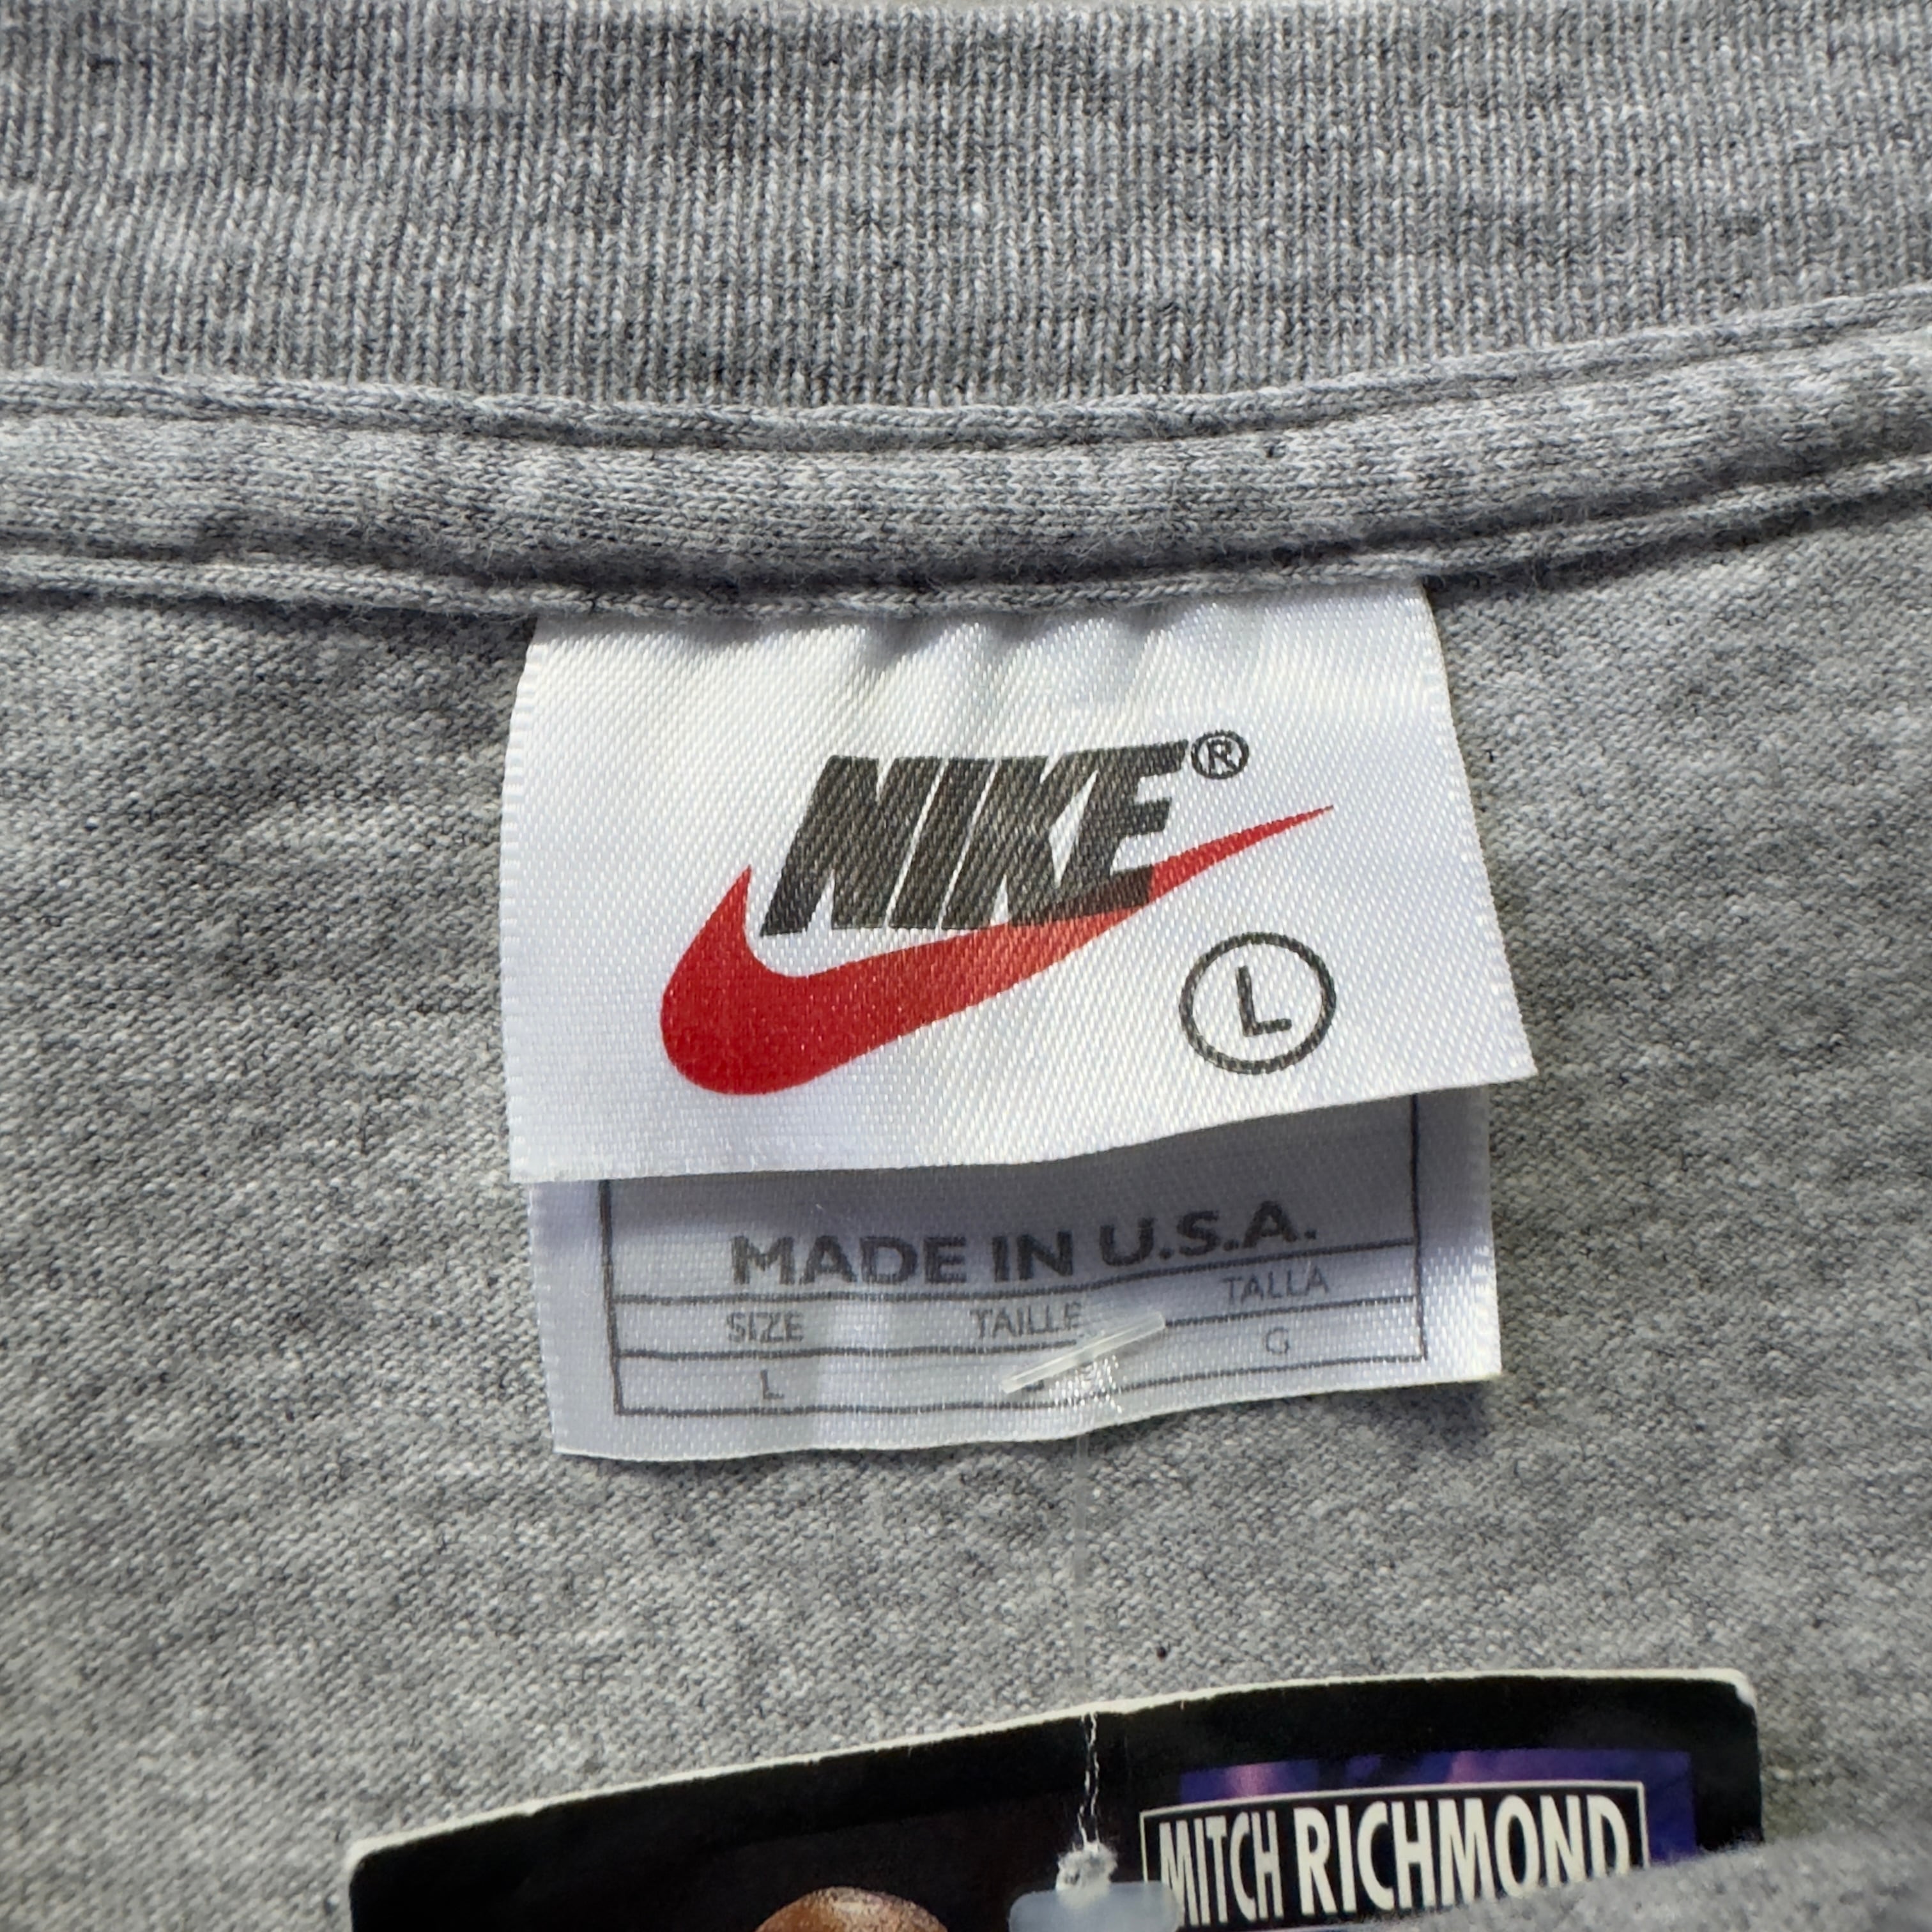 NIKE®
L
MADE IN U.S.A.
SIZE TAILLE TALLA
L G
MITCH RICHMOND